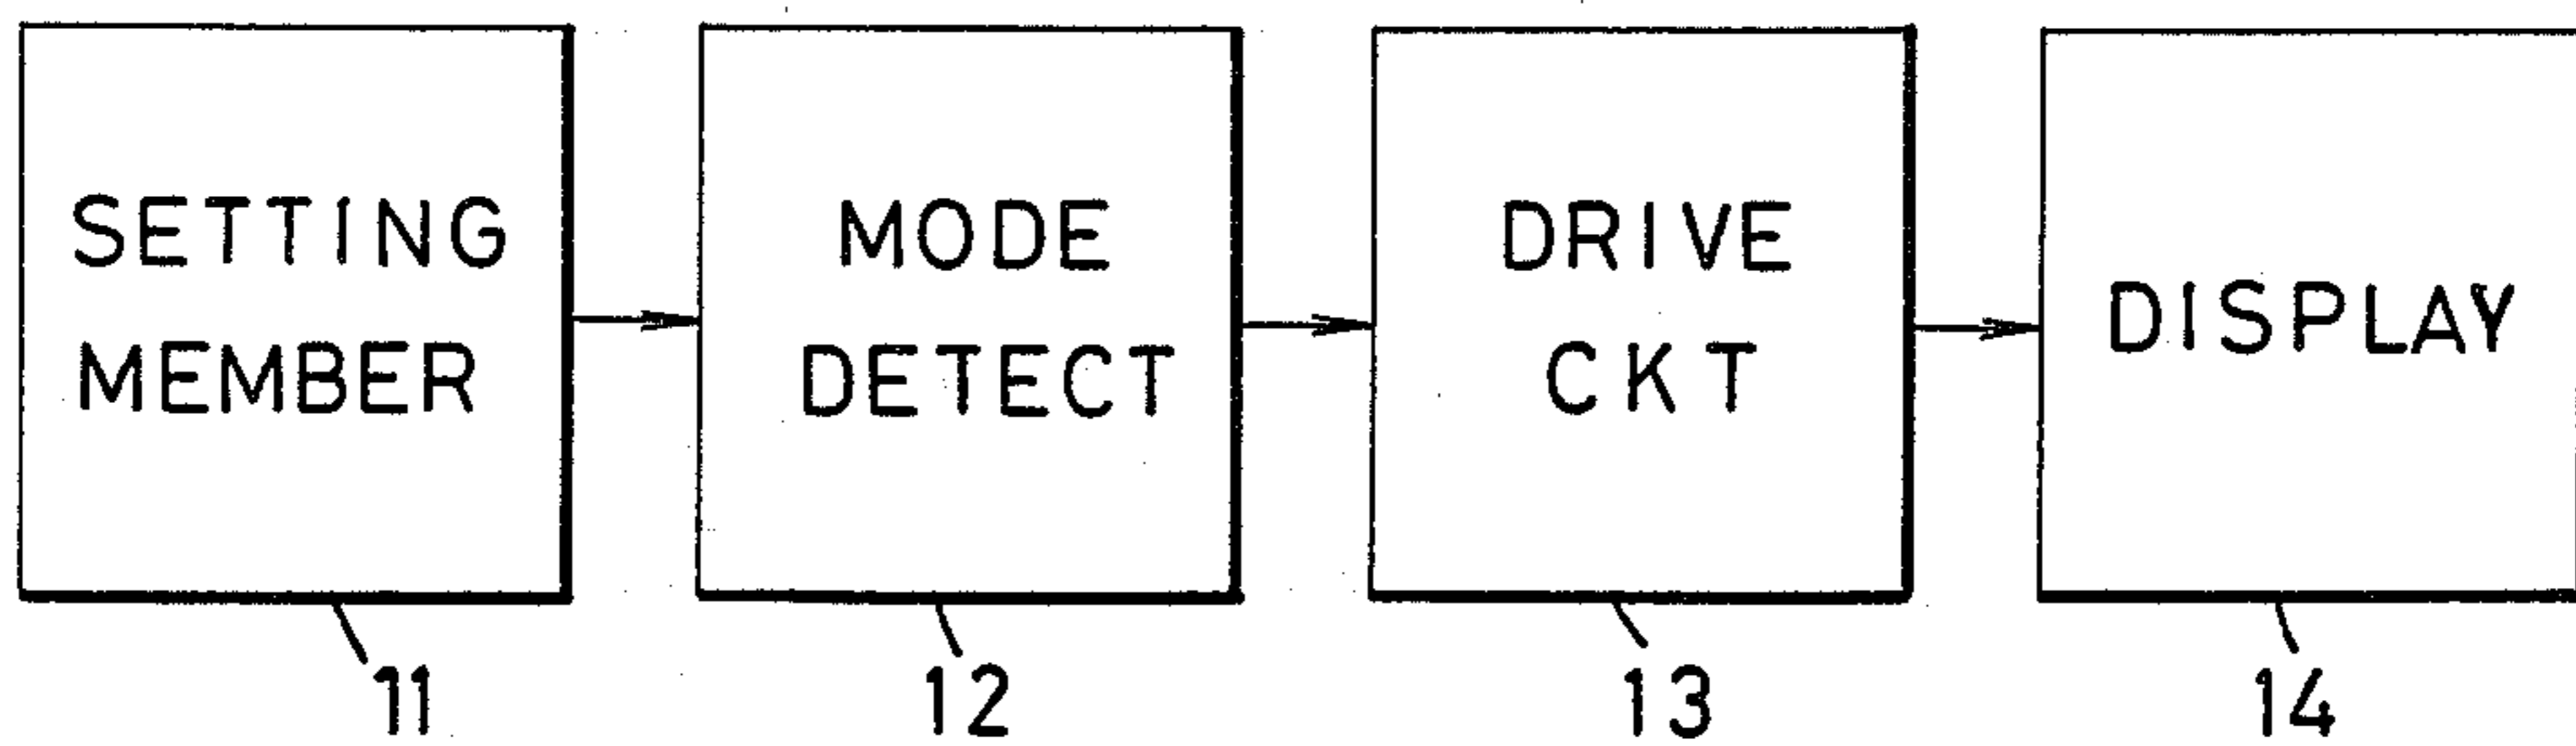 SETTING
MEMBER
MODE
DETECT
DRIVE
CKT
DISPLAY
11
12
13
14